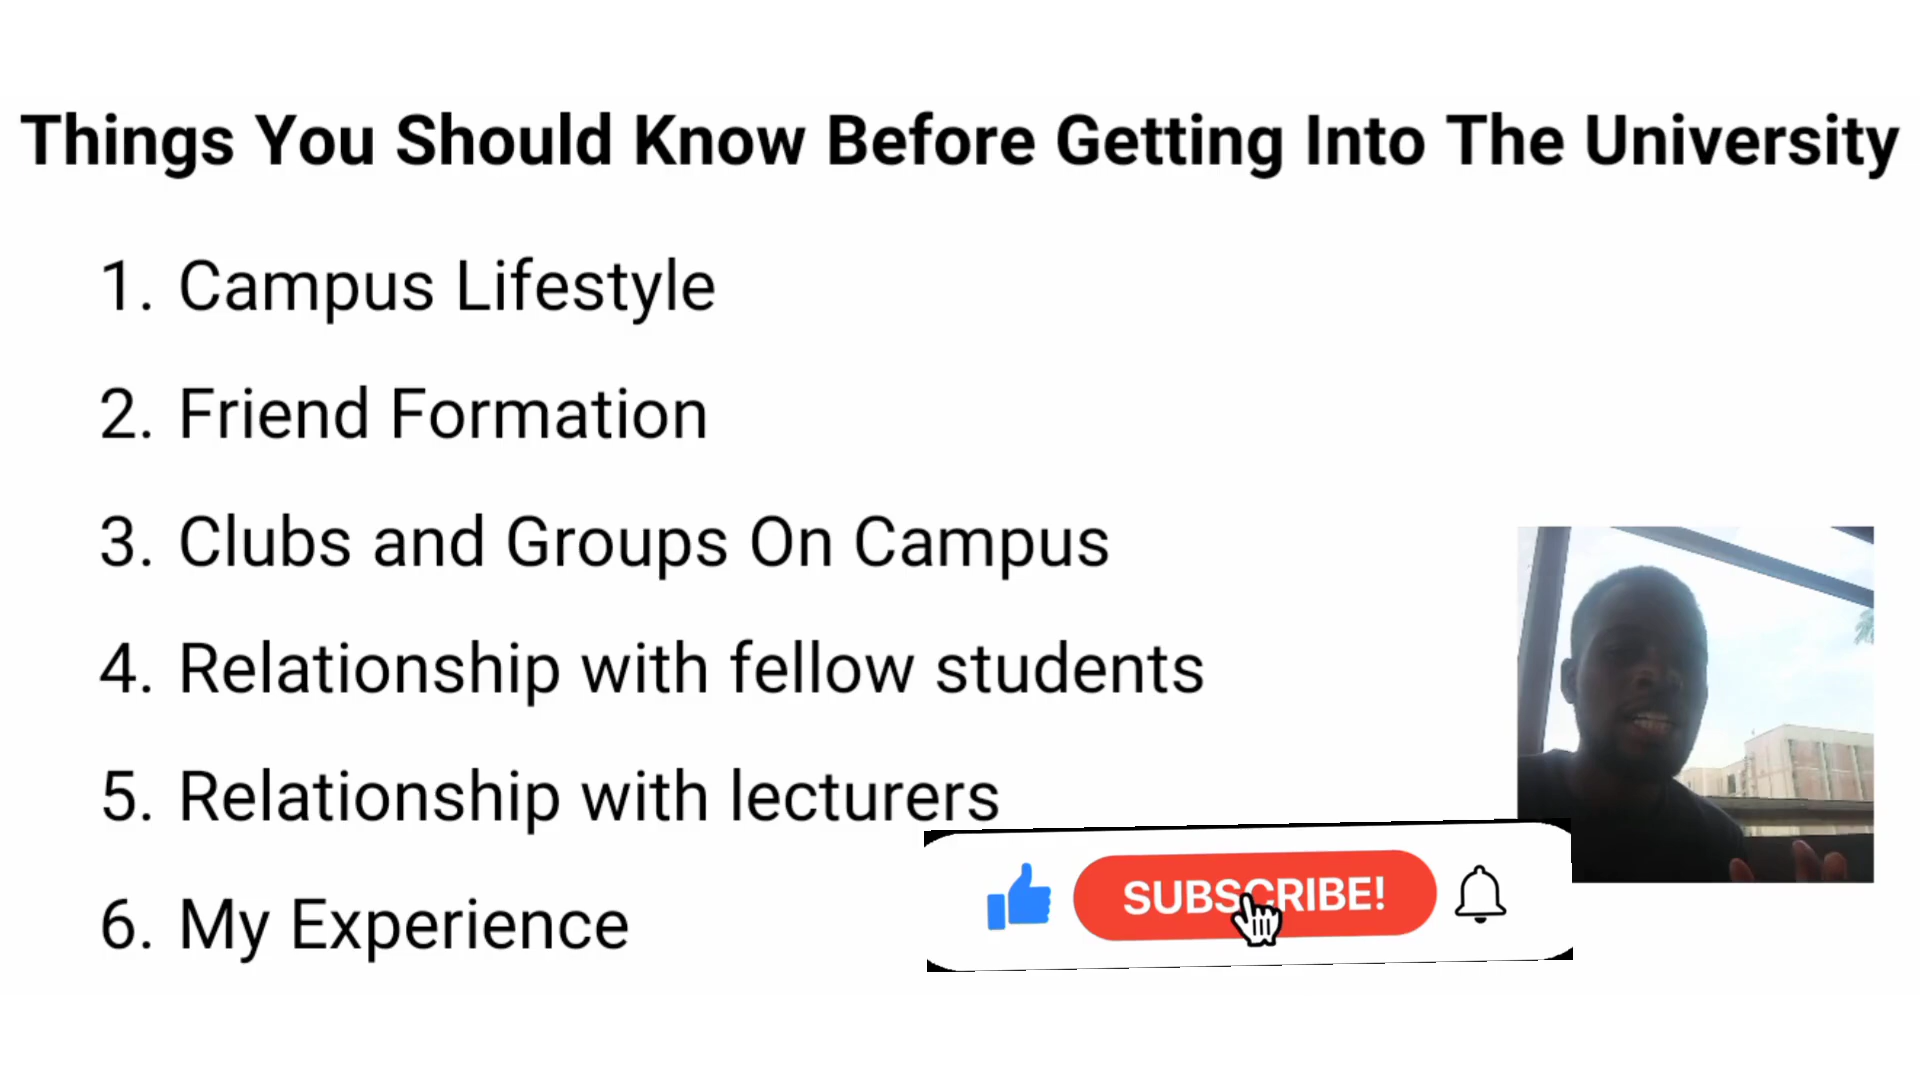 Things You Should Know Before Getting Into The University
1. Campus Lifestyle
2. Friend Formation
3. Clubs and Groups On Campus
4. Relationship with fellow students
5. Relationship with lecturers
6. My Experience
SUBSCRIBE!